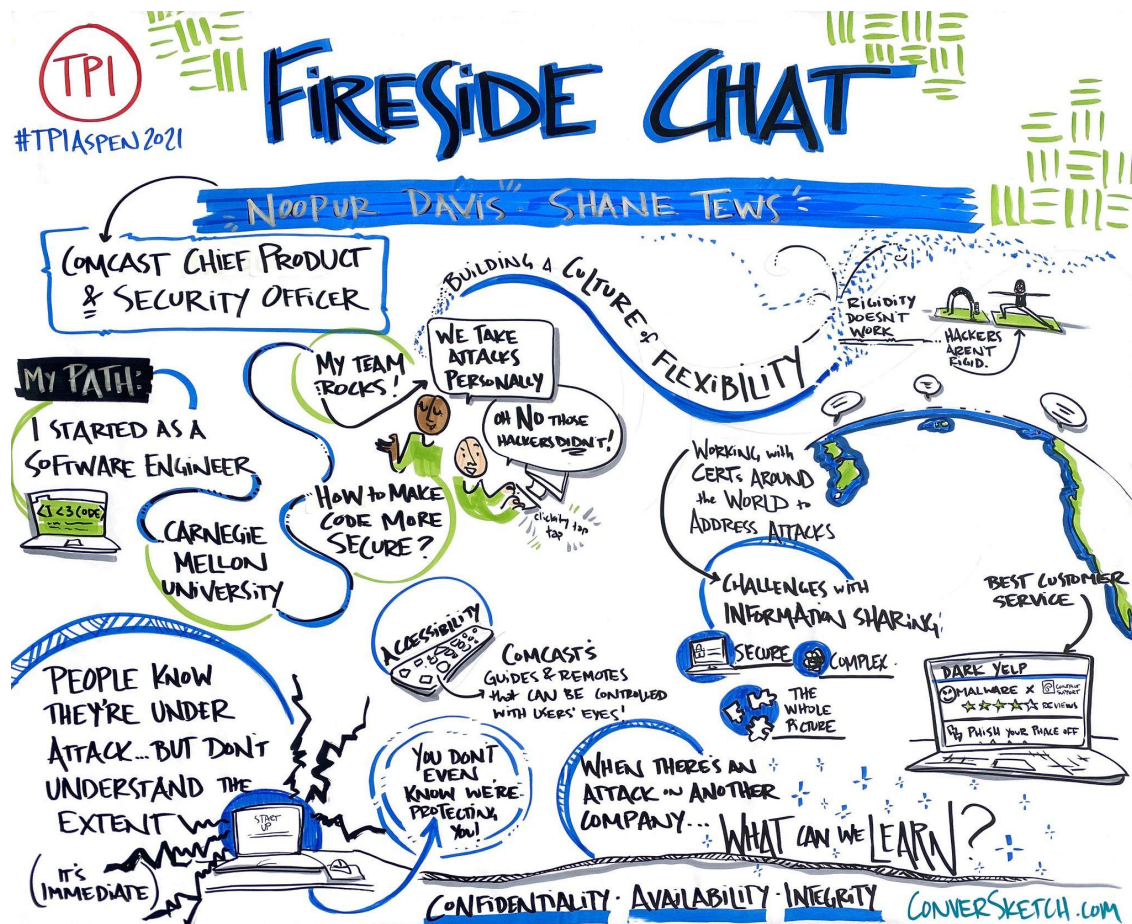 TPI
#TPIASPEN2021
FIRESIDE CHAT
NOOPUR DAVIS · SHANE TEWS
COMCAST CHIEF PRODUCT
& SECURITY OFFICER
MY PATH:
I STARTED AS A
SOFTWARE ENGINEER
<I <3 CODE>
CARNEGIE
MELLON
UNIVERSITY
HOW to MAKE
CODE MORE
SECURE?
MY TEAM
ROCKS!
WE TAKE
ATTACKS
PERSONALLY
OH NO THOSE
HACKERS DIDN'T!
clickity tap
tap
BUILDING A CULTURE of FLEXIBILITY
RIGIDITY
DOESN'T
WORK
HACKERS
ARENT
RIGID.
WORKING with
CERTs AROUND
the WORLD to
ADDRESS ATTACKS
CHALLENGES WITH
INFORMATION SHARING:
SECURE
COMPLEX.
THE
WHOLE
PICTURE
BEST CUSTOMER
SERVICE
DARK YELP
MALWARE X
CONTACT
SUPPORT
REVIEWS
PHISH YOUR PHACE OFF
PEOPLE KNOW
THEY'RE UNDER
ATTACK... BUT DON'T
UNDERSTAND THE
EXTENT
(IT'S
IMMEDIATE)
START
UP
ACCESSIBILITY
COMCAST'S
GUIDES & REMOTES
that CAN BE CONTROLLED
WITH USERS' EYES!
YOU DON'T
EVEN
KNOW WE'RE
PROTECTING
YOU!
WHEN THERE'S AN
ATTACK ON ANOTHER
COMPANY...
WHAT CAN WE LEARN?
CONFIDENTIALITY · AVAILABILITY · INTEGRITY
CONVERSKETCH.COM